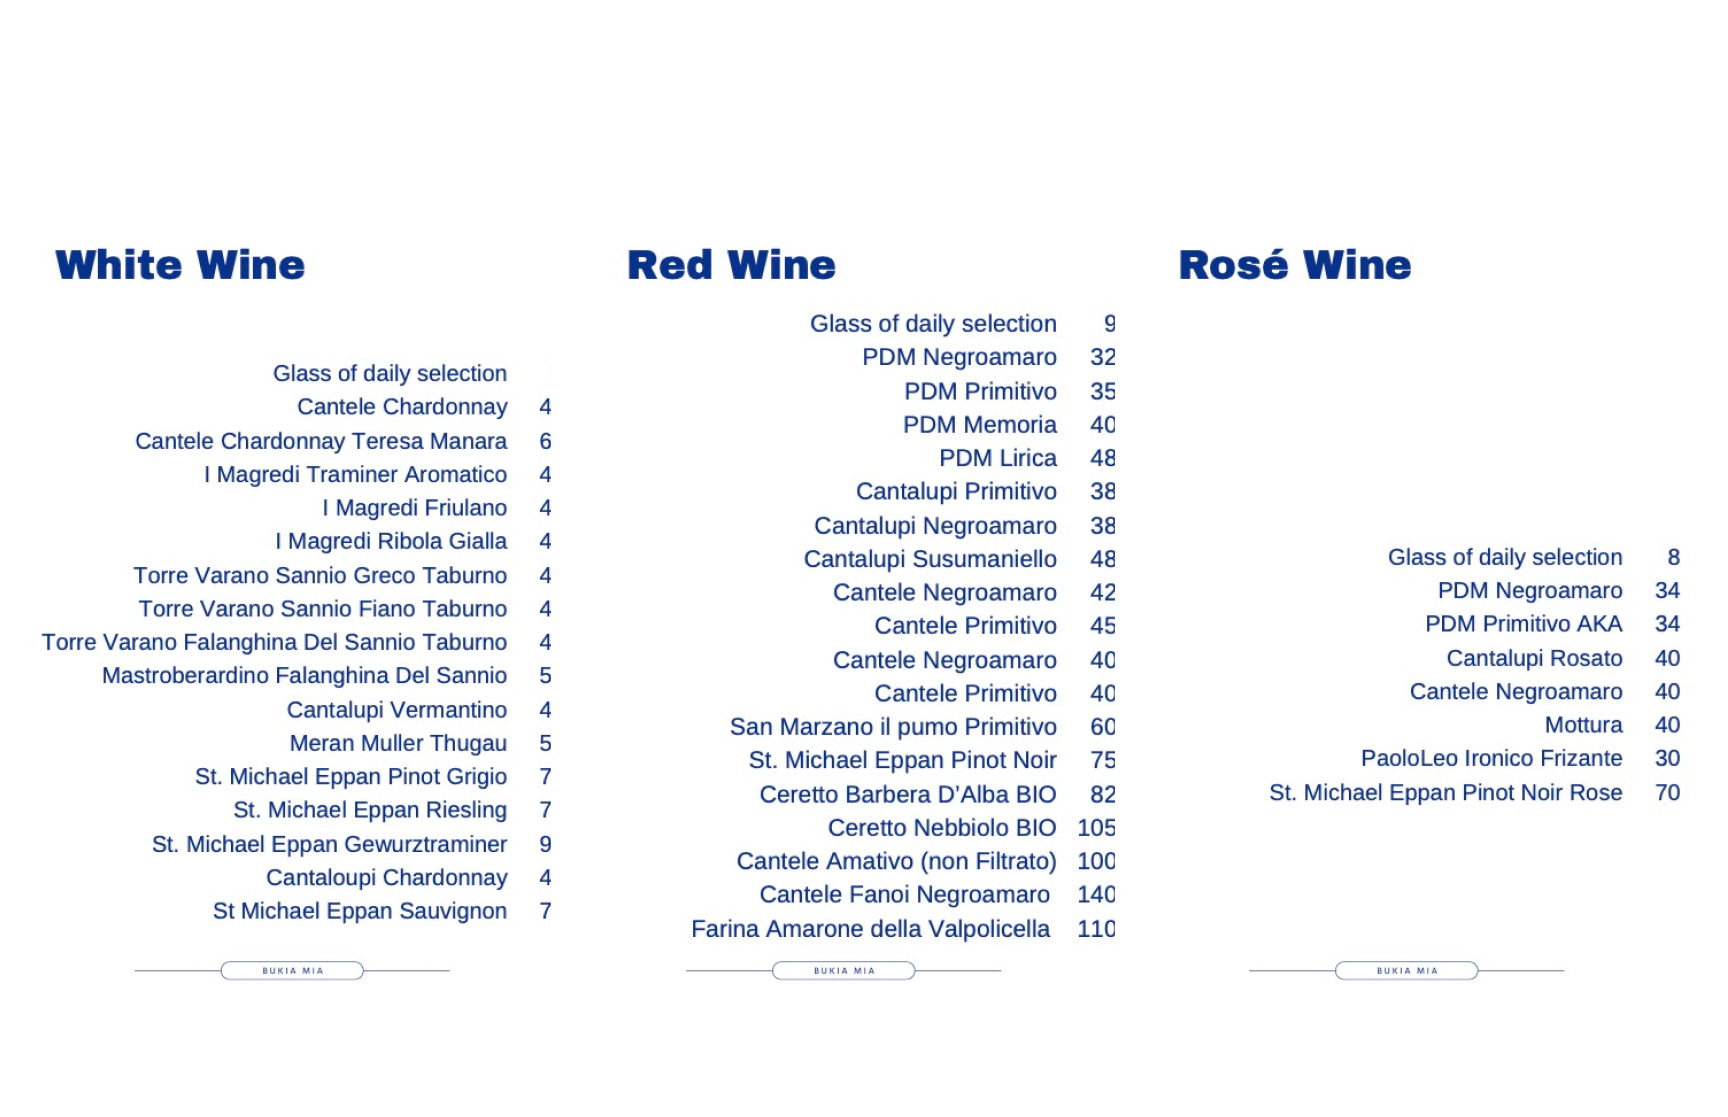 White Wine
Glass of daily selection
Cantele Chardonnay 4
Cantele Chardonnay Teresa Manara 6
I Magredi Traminer Aromatico 4
I Magredi Friulano 4
I Magredi Ribola Gialla 4
Torre Varano Sannio Greco Taburno 4
Torre Varano Sannio Fiano Taburno 4
Torre Varano Falanghina Del Sannio Taburno 4
Mastroberardino Falanghina Del Sannio 5
Cantalupi Vermantino 4
Meran Muller Thugau 5
St. Michael Eppan Pinot Grigio 7
St. Michael Eppan Riesling 7
St. Michael Eppan Gewurztraminer 9
Cantaloupi Chardonnay 4
St Michael Eppan Sauvignon 7
BUKIA MIA
Red Wine
Glass of daily selection 9
PDM Negroamaro 32
PDM Primitivo 35
PDM Memoria 40
PDM Lirica 48
Cantalupi Primitivo 38
Cantalupi Negroamaro 38
Cantalupi Susumaniello 48
Cantele Negroamaro 42
Cantele Primitivo 45
Cantele Negroamaro 40
Cantele Primitivo 40
San Marzano il pumo Primitivo 60
St. Michael Eppan Pinot Noir 75
Ceretto Barbera D’Alba BIO 82
Ceretto Nebbiolo BIO 105
Cantele Amativo (non Filtrato) 100
Cantele Fanoi Negroamaro 140
Farina Amarone della Valpolicella 110
BUKIA MIA
Rosé Wine
Glass of daily selection 8
PDM Negroamaro 34
PDM Primitivo AKA 34
Cantalupi Rosato 40
Cantele Negroamaro 40
Mottura 40
PaoloLeo Ironico Frizante 30
St. Michael Eppan Pinot Noir Rose 70
BUKIA MIA